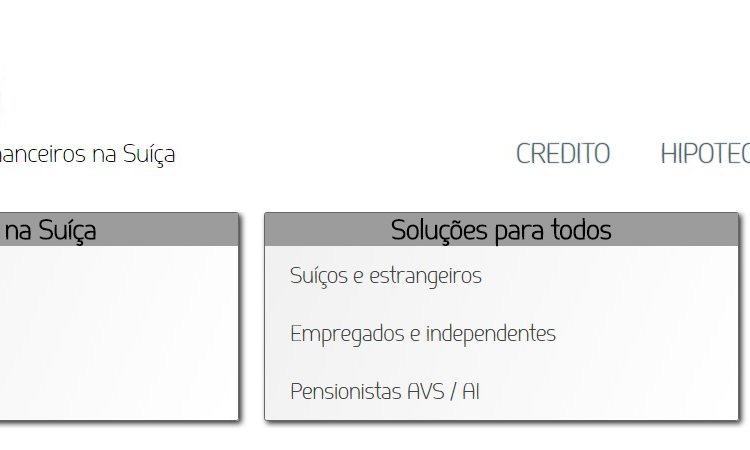 nanceiros na Suíça
CREDITO HIPOTEC
na Suíça
Soluções para todos
Suíços e estrangeiros
Empregados e independentes
Pensionistas AVS / AI